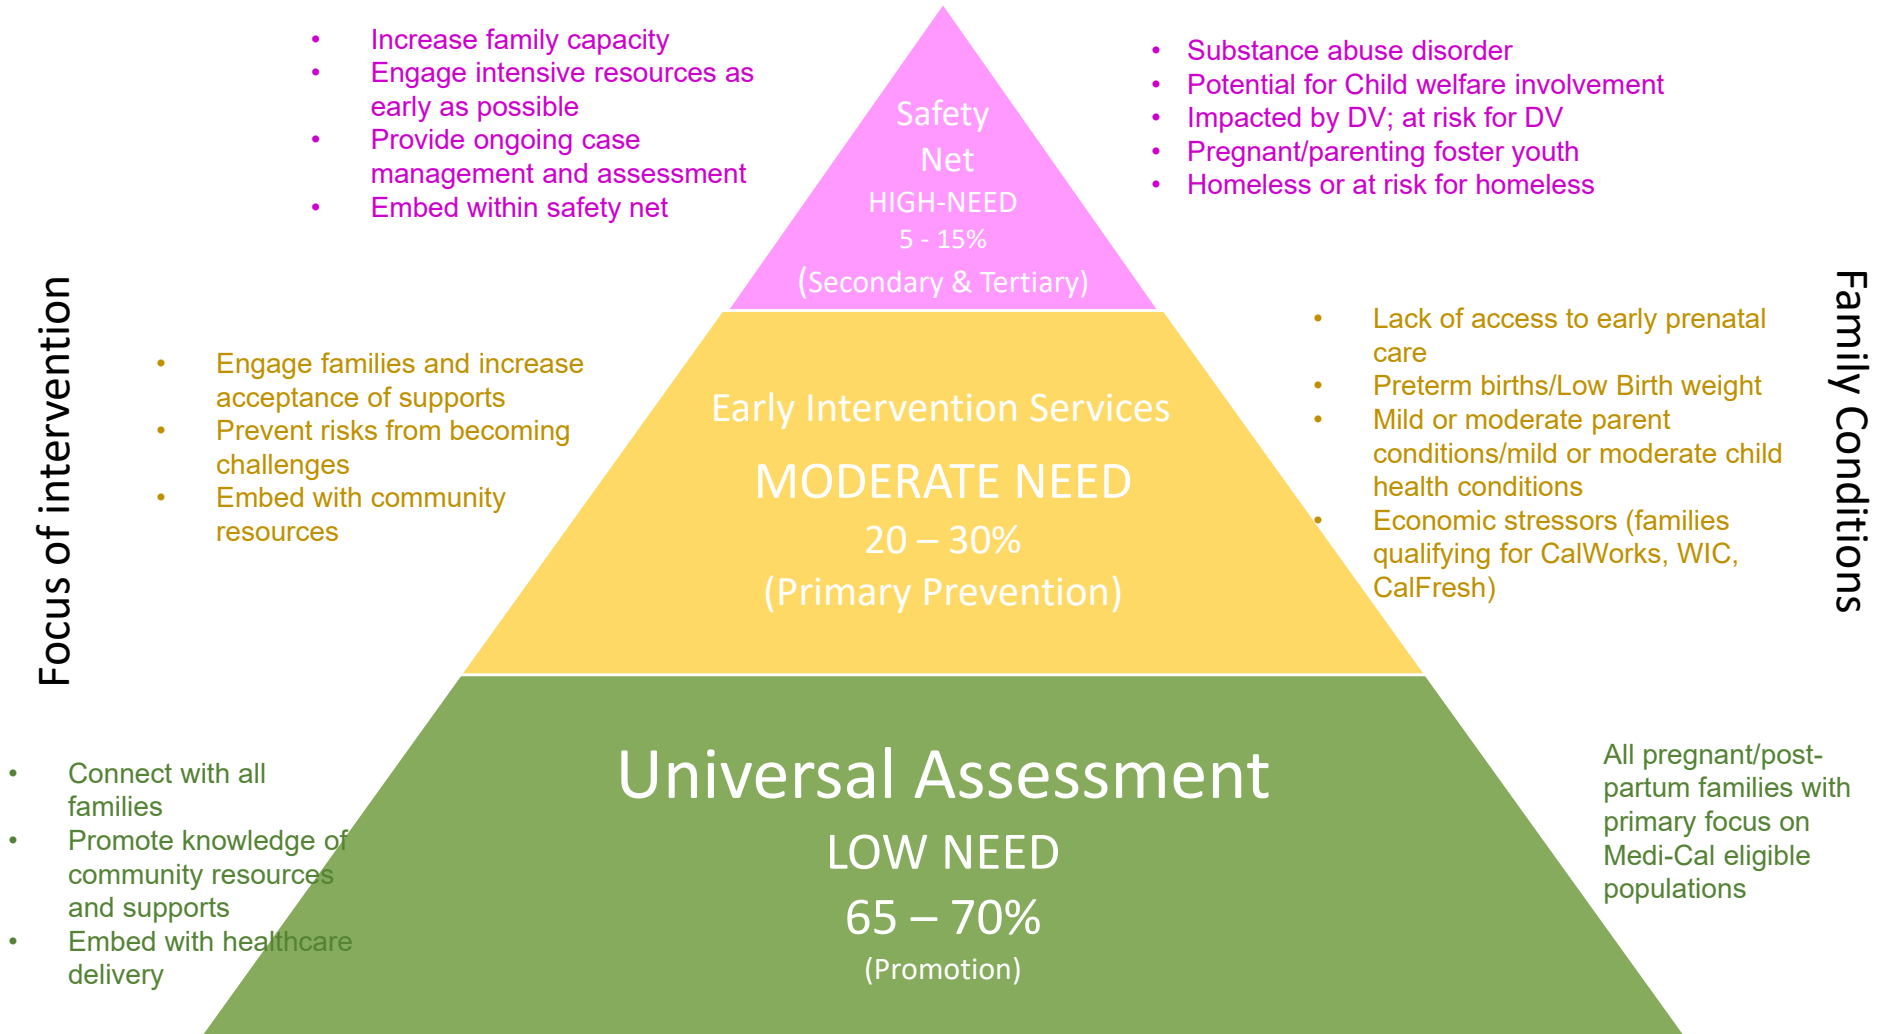 • Increase family capacity
• Engage intensive resources as
early as possible
• Provide ongoing case
management and assessment
• Embed within safety net
Safety
Net
HIGH-NEED
5 - 15%
(Secondary & Tertiary)
• Substance abuse disorder
• Potential for Child welfare involvement
• Impacted by DV; at risk for DV
• Pregnant/parenting foster youth
• Homeless or at risk for homeless
Focus of intervention
• Engage families and increase
acceptance of supports
• Prevent risks from becoming
challenges
• Embed with community
resources
Early Intervention Services
MODERATE NEED
20 – 30%
(Primary Prevention)
• Lack of access to early prenatal
care
• Preterm births/Low Birth weight
• Mild or moderate parent
conditions/mild or moderate child
health conditions
• Economic stressors (families
qualifying for CalWorks, WIC,
CalFresh)
Family Conditions
• Connect with all
families
• Promote knowledge of
community resources
and supports
• Embed with healthcare
delivery
Universal Assessment
LOW NEED
65 – 70%
(Promotion)
All pregnant/post-
partum families with
primary focus on
Medi-Cal eligible
populations